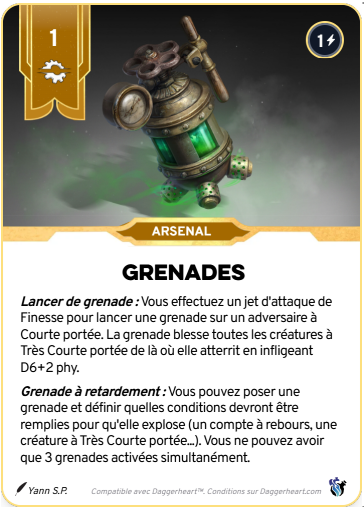 1
1
ARSENAL
GRENADES
Lancer de grenade : Vous effectuez un jet d'attaque de
Finesse pour lancer une grenade sur un adversaire à
Courte portée. La grenade blesse toutes les créatures à
Très Courte portée de là où elle atterrit en infligeant
D6+2 phy.
Grenade à retardement : Vous pouvez poser une
grenade et définir quelles conditions devront être
remplies pour qu'elle explose (un compte à rebours, une
créature à Très Courte portée...). Vous ne pouvez avoir
que 3 grenades activées simultanément.
Yann S.P.
Compatible avec Daggerheart™. Conditions sur Daggerheart.com